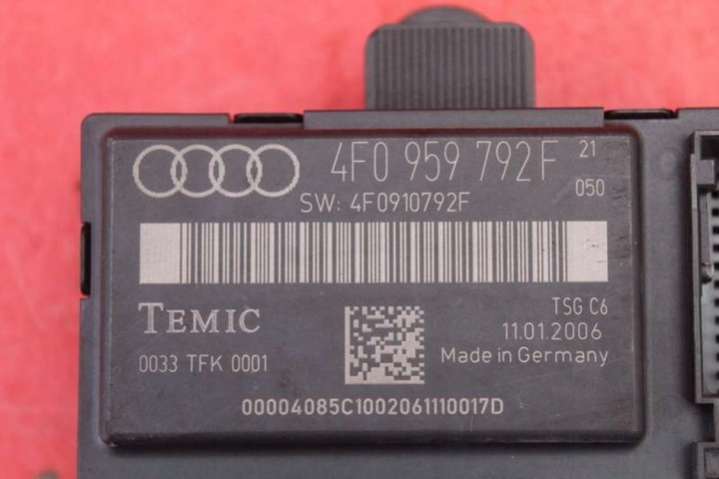 4F0 959 792F 21
050
SW: 4F0910792F
TEMIC
TSG C6
11.01.2006
0033 TFK 0001
Made in Germany
00004085C1002061110017D